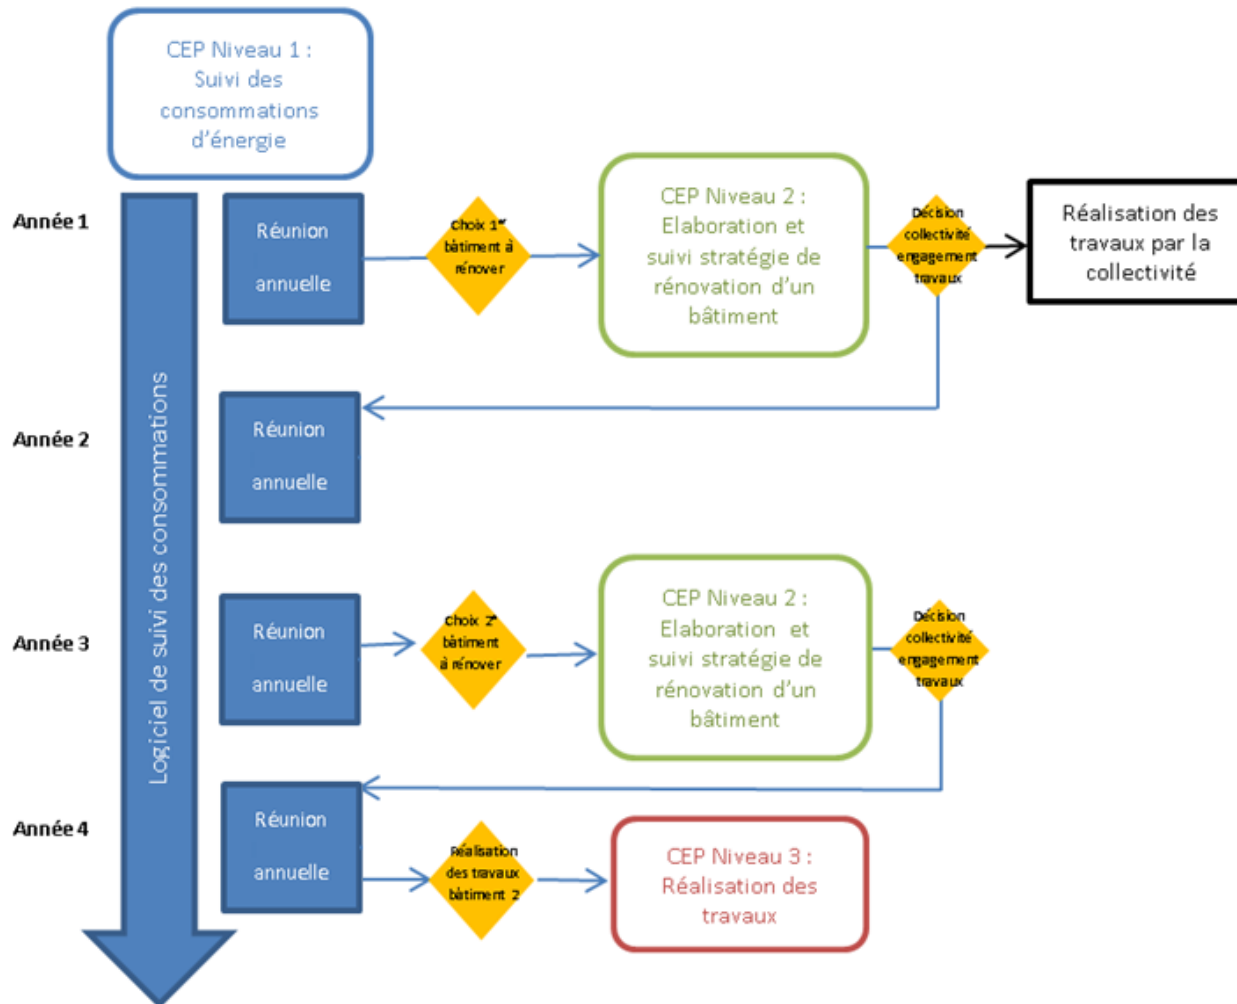 CEP Niveau 1 :
Suivi des
consommations
d'énergie
Année 1
Réunion
annuelle
Choix 1er
bâtiment à
rénover
CEP Niveau 2 :
Elaboration et
suivi stratégie de
rénovation d'un
bâtiment
Décision
collectivité
engagement
travaux
Réalisation des
travaux par la
collectivité
Logiciel de suivi des consommations
Année 2
Réunion
annuelle
Année 3
Réunion
annuelle
Choix 2e
bâtiment
à rénover
CEP Niveau 2 :
Elaboration et
suivi stratégie de
rénovation d'un
bâtiment
Décision
collectivité
engagement
travaux
Année 4
Réunion
annuelle
Réalisation
des travaux
bâtiment 2
CEP Niveau 3 :
Réalisation des
travaux